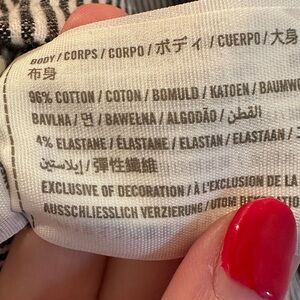 BODY / CORPS / CORPO / ボディ / CUERPO / 大身
布身
96% COTTON / COTON / BOMULD / KATOEN / BAUMWO
BAVLNA / 면 / BAWEŁNA / ALGODÃO / القطن /
4% ELASTANE / ÉLASTANE / ELASTAN / ELASTAAN /
إيلاستين / 彈性纖維
EXCLUSIVE OF DECORATION / À L'EXCLUSION DE LA
AUSSCHLIESSLICH VERZIERUNG / UTOM